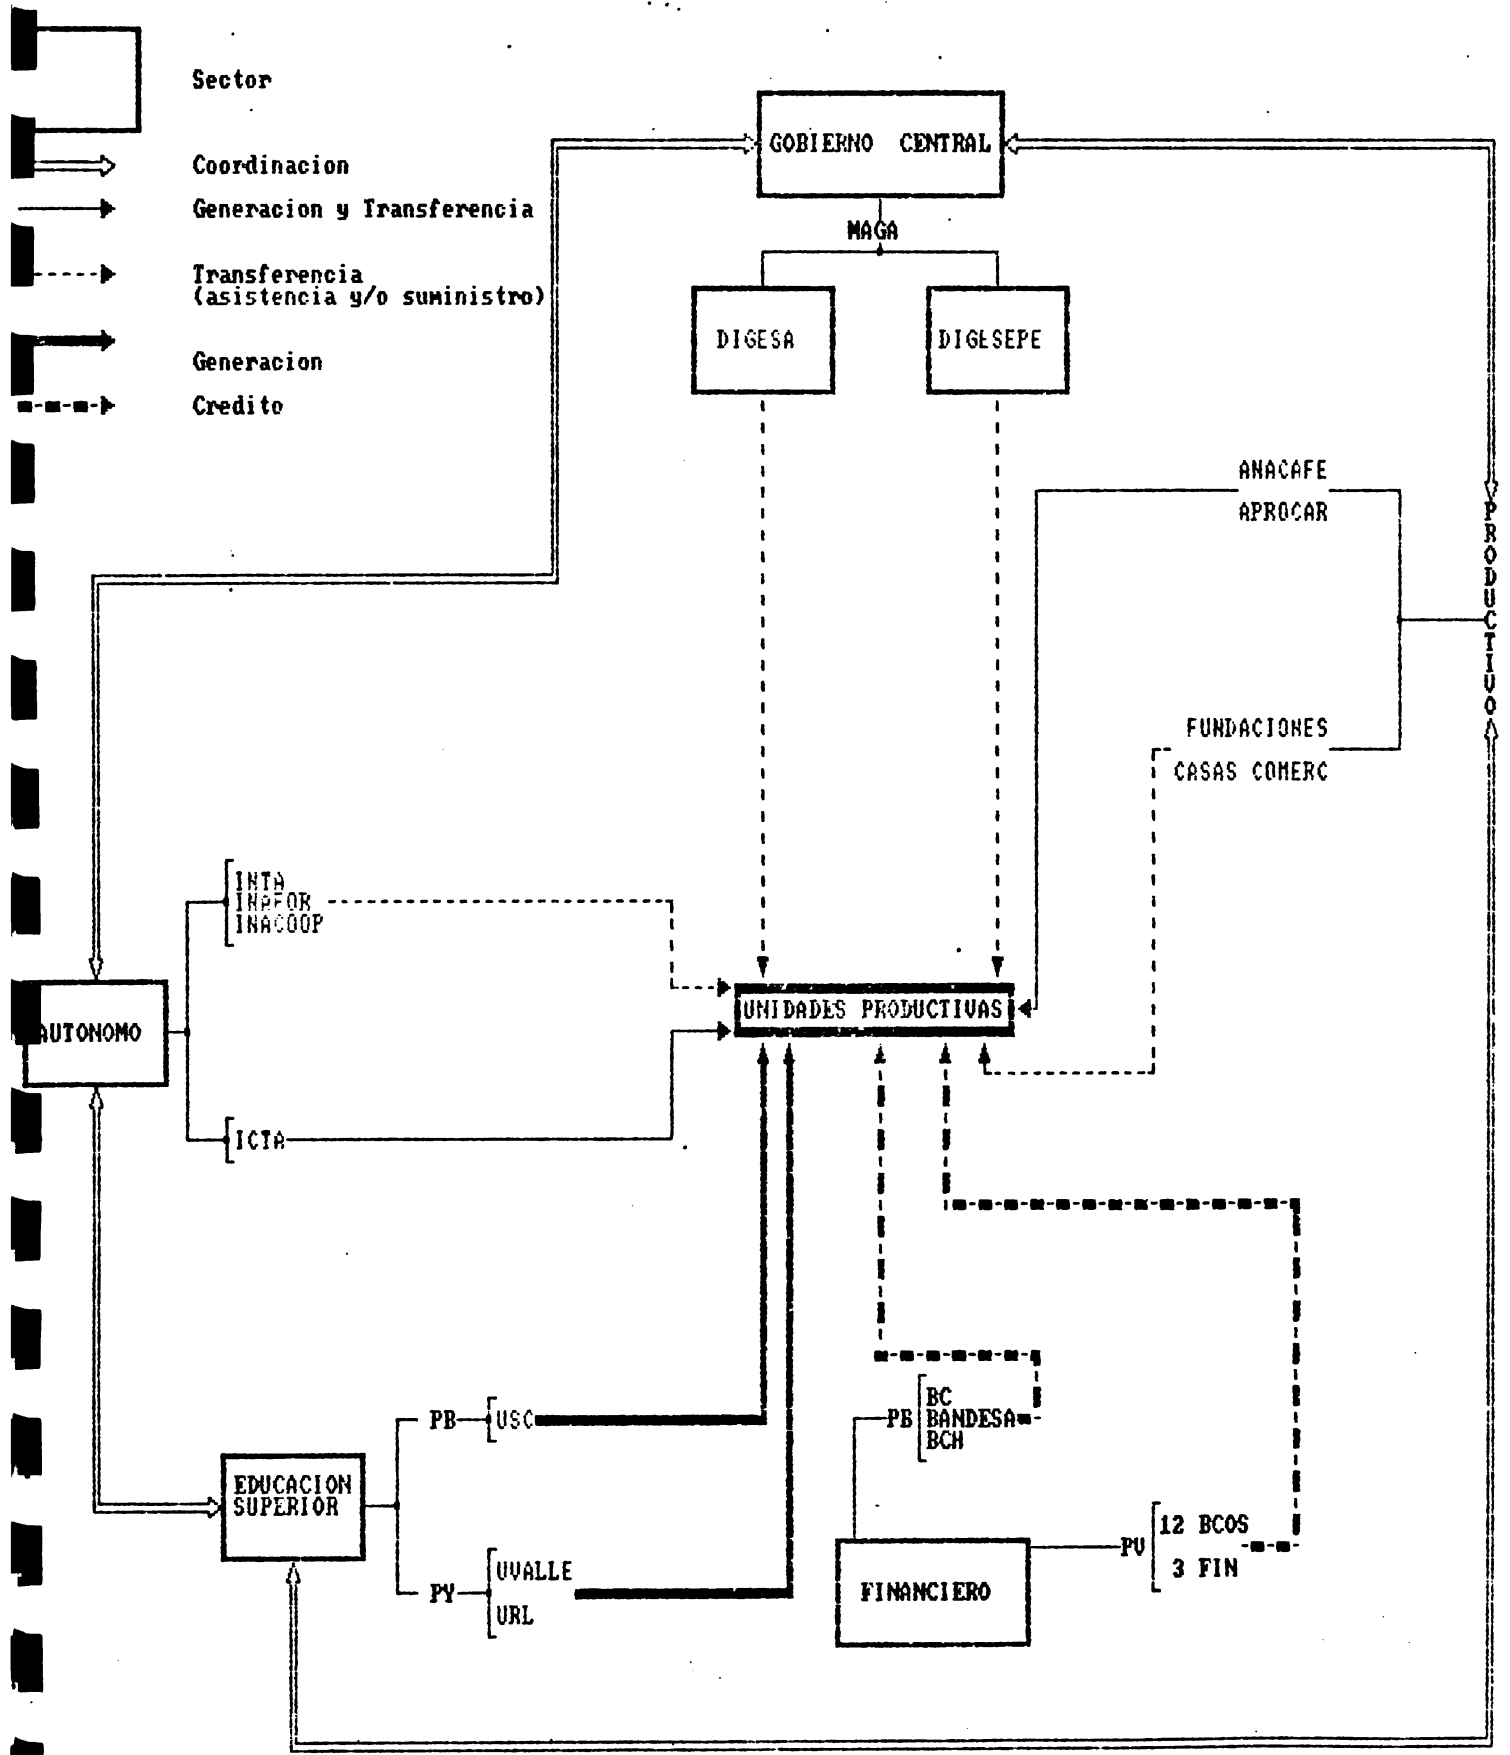 Sector
Coordinacion
Generacion y Transferencia
Transferencia
(asistencia y/o suministro)
Generacion
Credito
GOBIERNO CENTRAL
MAGA
DIGESA
DIGESEPE
ANACAFE
APROCAR
PRODUCTIVO
FUNDACIONES
CASAS COMERC
INTA
INAFOR
INACOOP
AUTONOMO
UNIDADES PRODUCTIVAS
ICTA
PB
USC
EDUCACION
SUPERIOR
PY
UVALLE
URL
PB
BC
BANDESA
BCH
FINANCIERO
PV
12 BCOS
3 FIN